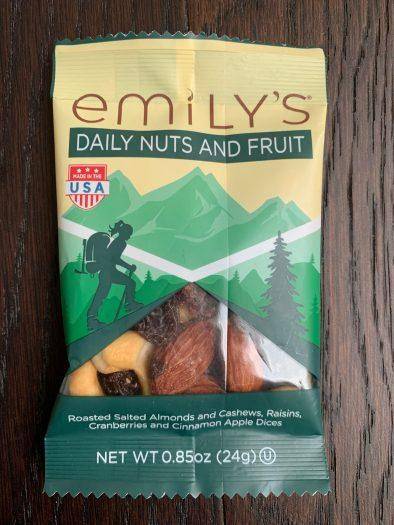 emiLY'S®
DAILY NUTS AND FRUIT
MADE IN THE
USA
Roasted Salted Almonds and Cashews, Raisins,
Cranberries and Cinnamon Apple Dices
NET WT 0.85oz (24g) Ⓤ